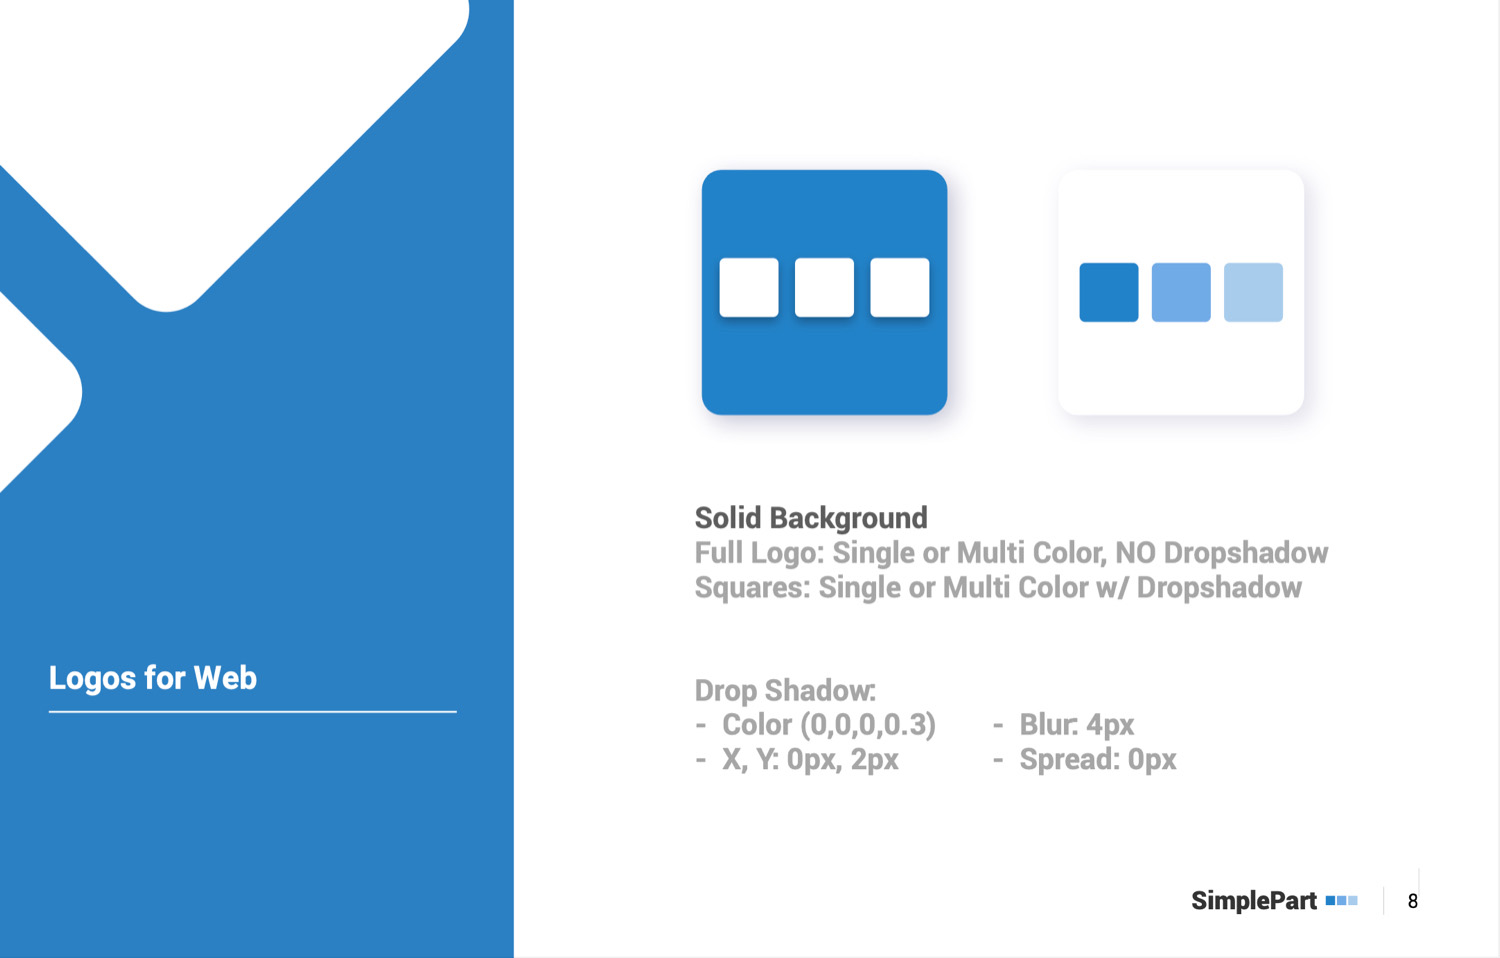 Logos for Web
Solid Background
Full Logo: Single or Multi Color, NO Dropshadow
Squares: Single or Multi Color w/ Dropshadow
Drop Shadow:
- Color (0,0,0,0.3)
- X, Y: 0px, 2px
- Blur: 4px
- Spread: 0px
SimplePart
8